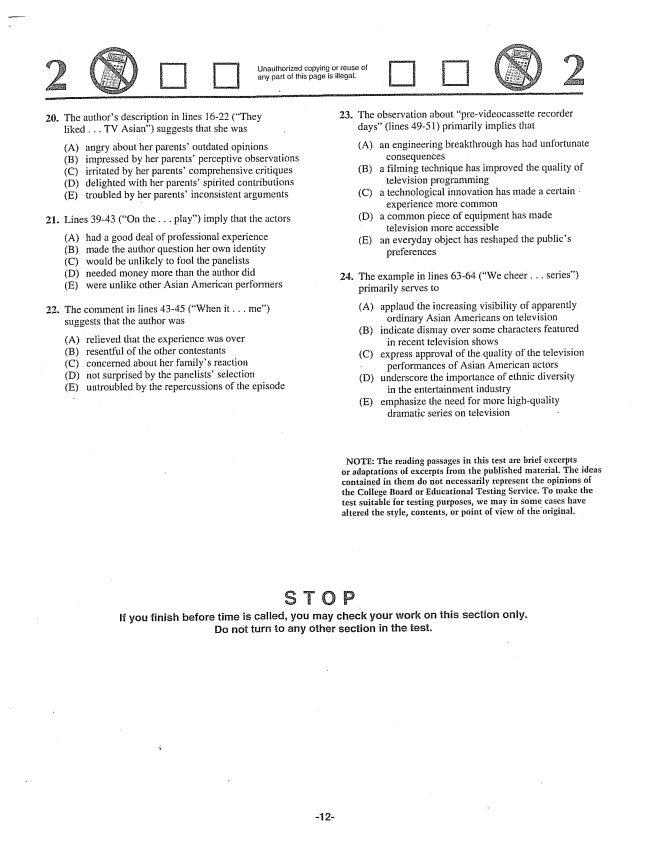 2
Unauthorized copying or reuse of
any part of this page is illegal.
2
20. The author's description in lines 16-22 ("They
liked . . . TV Asian") suggests that she was
(A) angry about her parents' outdated opinions
(B) impressed by her parents' perceptive observations
(C) irritated by her parents' comprehensive critiques
(D) delighted with her parents' spirited contributions
(E) troubled by her parents' inconsistent arguments
21. Lines 39-43 ("On the . . . play") imply that the actors
(A) had a good deal of professional experience
(B) made the author question her own identity
(C) would be unlikely to fool the panelists
(D) needed money more than the author did
(E) were unlike other Asian American performers
22. The comment in lines 43-45 ("When it . . . me")
suggests that the author was
(A) relieved that the experience was over
(B) resentful of the other contestants
(C) concerned about her family's reaction
(D) not surprised by the panelists' selection
(E) untroubled by the repercussions of the episode
23. The observation about "pre-videocassette recorder
days" (lines 49-51) primarily implies that
(A) an engineering breakthrough has had unfortunate
consequences
(B) a filming technique has improved the quality of
television programming
(C) a technological innovation has made a certain
experience more common
(D) a common piece of equipment has made
television more accessible
(E) an everyday object has reshaped the public's
preferences
24. The example in lines 63-64 ("We cheer . . . series")
primarily serves to
(A) applaud the increasing visibility of apparently
ordinary Asian Americans on television
(B) indicate dismay over some characters featured
in recent television shows
(C) express approval of the quality of the television
performances of Asian American actors
(D) underscore the importance of ethnic diversity
in the entertainment industry
(E) emphasize the need for more high-quality
dramatic series on television
NOTE: The reading passages in this test are brief excerpts
or adaptations of excerpts from the published material. The ideas
contained in them do not necessarily represent the opinions of
the College Board or Educational Testing Service. To make the
test suitable for testing purposes, we may in some cases have
altered the style, contents, or point of view of the original.
STOP
If you finish before time is called, you may check your work on this section only.
Do not turn to any other section in the test.
-12-